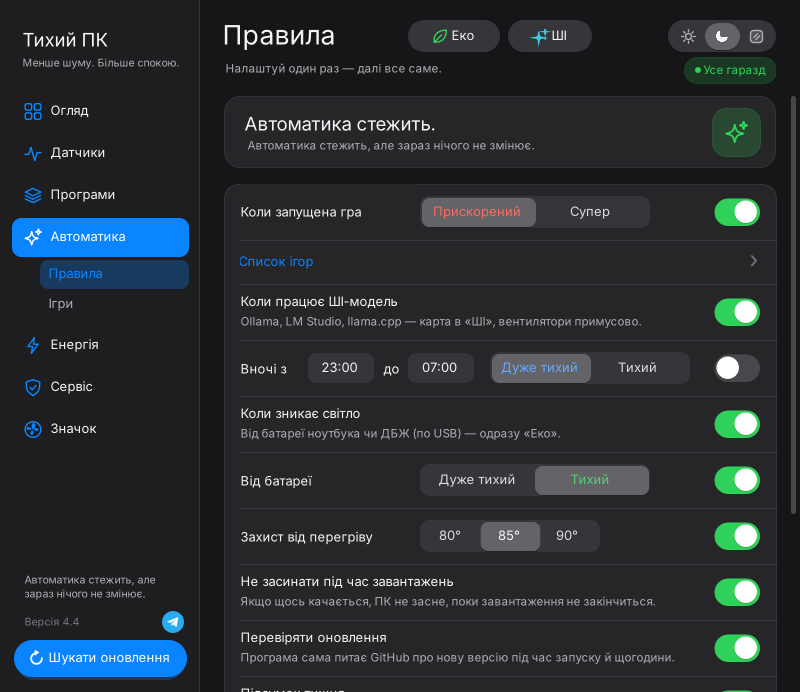 Тихий ПК
Менше шуму. Більше спокою.
Огляд
Датчики
Програми
Автоматика
Правила
Ігри
Енергія
Сервіс
Значок
Автоматика стежить, але
зараз нічого не змінює.
Версія 4.4
Шукати оновлення
Правила
Еко
ШІ
Налаштуй один раз — далі все саме.
Усе гаразд
Автоматика стежить.
Автоматика стежить, але зараз нічого не змінює.
Коли запущена гра Прискорений Супер
Список ігор
Коли працює ШІ-модель
Ollama, LM Studio, llama.cpp — карта в «ШІ», вентилятори примусово.
Вночі з 23:00 до 07:00 Дуже тихий Тихий
Коли зникає світло
Від батареї ноутбука чи ДБЖ (по USB) — одразу «Еко».
Від батареї Дуже тихий Тихий
Захист від перегріву 80° 85° 90°
Не засинати під час завантажень
Якщо щось качається, ПК не засне, поки завантаження не закінчиться.
Перевіряти оновлення
Програма сама питає GitHub про нову версію під час запуску й щогодини.